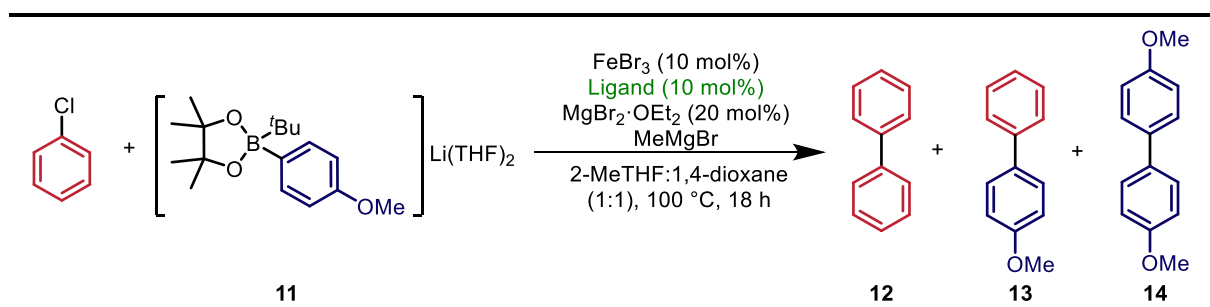 Cl
+
O
O
B
tBu
OMe
Li(THF)2
FeBr3 (10 mol%)
Ligand (10 mol%)
MgBr2·OEt2 (20 mol%)
MeMgBr
2-MeTHF:1,4-dioxane
(1:1), 100 °C, 18 h
+
OMe
+
OMe
OMe
11
12
13
14